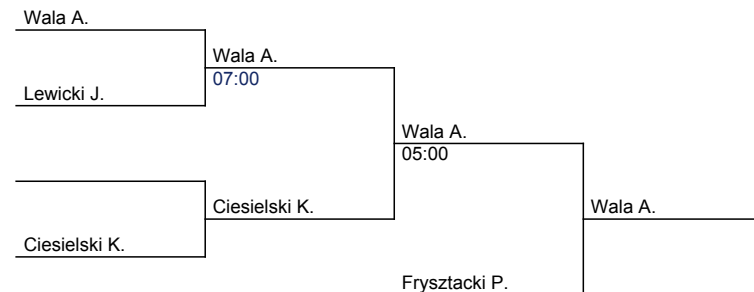 Wala A.
Wala A.
07:00
Lewicki J.
Wala A.
05:00
Ciesielski K.
Wala A.
Ciesielski K.
Frysztacki P.